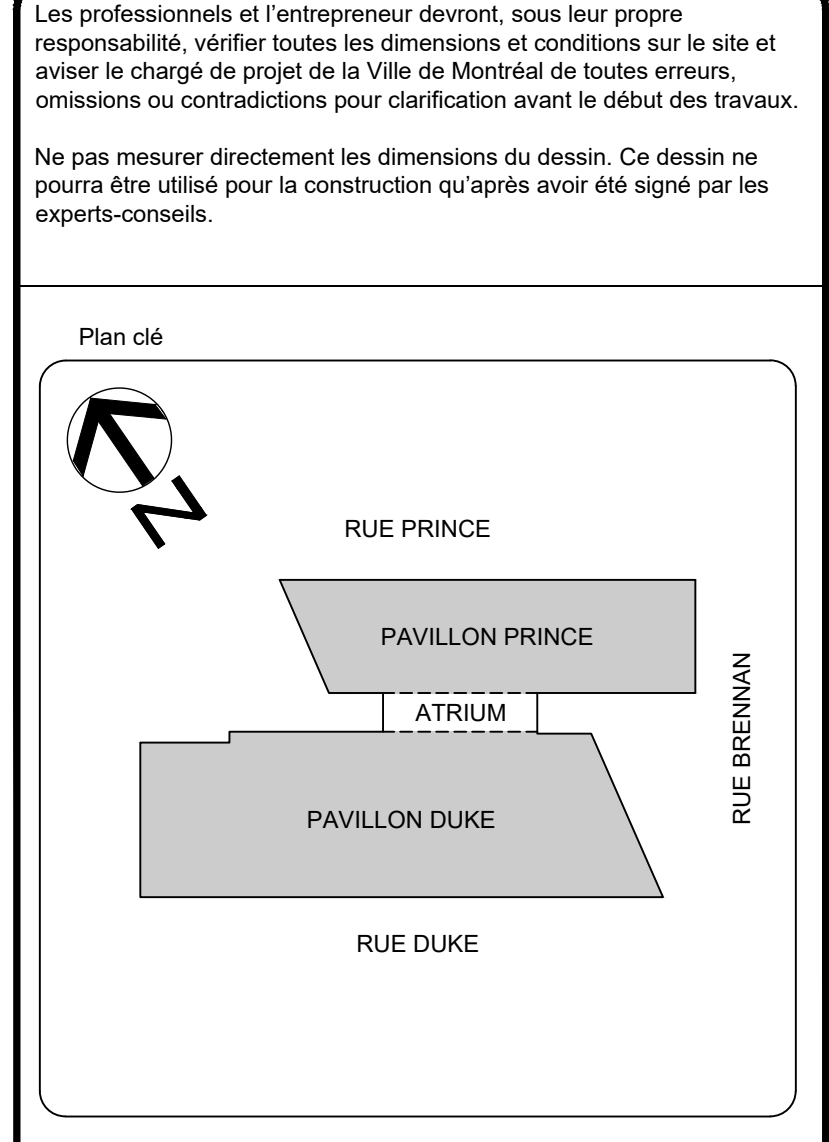 Les professionnels et l'entrepreneur devront, sous leur propre
responsabilité, vérifier toutes les dimensions et conditions sur le site et
aviser le chargé de projet de la Ville de Montréal de toutes erreurs,
omissions ou contradictions pour clarification avant le début des travaux.
Ne pas mesurer directement les dimensions du dessin. Ce dessin ne
pourra être utilisé pour la construction qu'après avoir été signé par les
experts-conseils.
Plan clé
N
RUE PRINCE
PAVILLON PRINCE
ATRIUM
RUE BRENNAN
PAVILLON DUKE
RUE DUKE